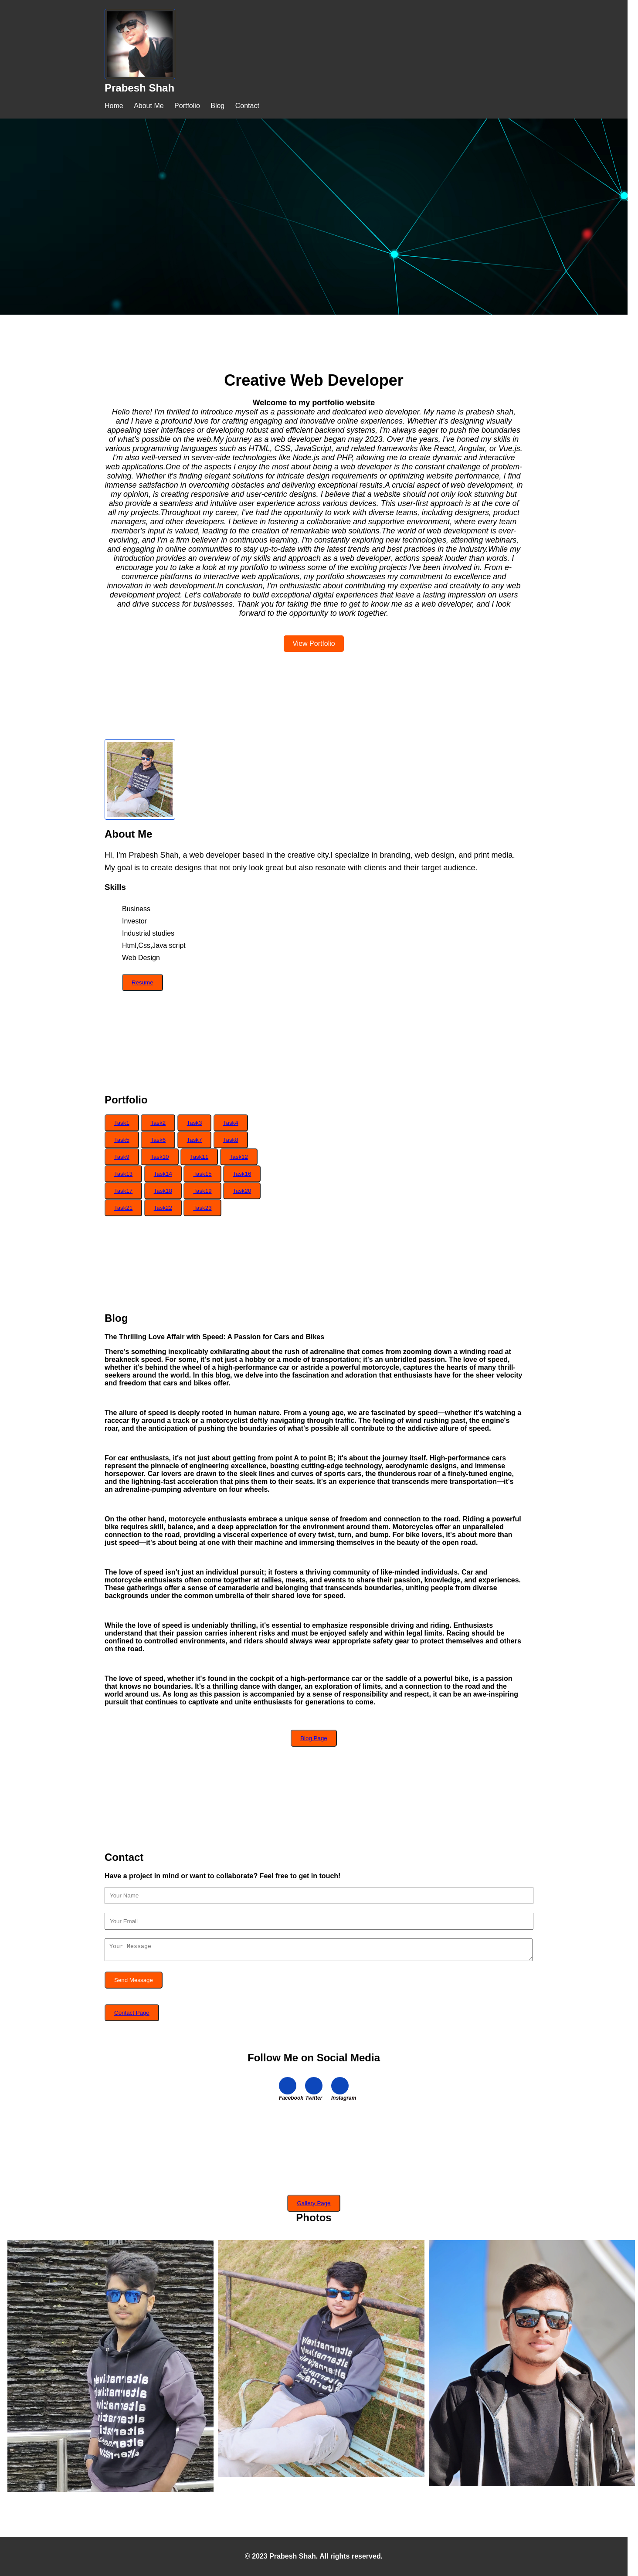 Prabesh Shah
Home About Me Portfolio Blog Contact
Creative Web Developer
Welcome to my portfolio website
Hello there! I'm thrilled to introduce myself as a passionate and dedicated web developer. My name is prabesh shah,
and I have a profound love for crafting engaging and innovative online experiences. Whether it's designing visually
appealing user interfaces or developing robust and efficient backend systems, I'm always eager to push the boundaries
of what's possible on the web.My journey as a web developer began may 2023. Over the years, I've honed my skills in
various programming languages such as HTML, CSS, JavaScript, and related frameworks like React, Angular, or Vue.js.
I'm also well-versed in server-side technologies like Node.js and PHP, allowing me to create dynamic and interactive
web applications.One of the aspects I enjoy the most about being a web developer is the constant challenge of problem-
solving. Whether it's finding elegant solutions for intricate design requirements or optimizing website performance, I find
immense satisfaction in overcoming obstacles and delivering exceptional results.A crucial aspect of web development, in
my opinion, is creating responsive and user-centric designs. I believe that a website should not only look stunning but
also provide a seamless and intuitive user experience across various devices. This user-first approach is at the core of
all my projects.Throughout my career, I've had the opportunity to work with diverse teams, including designers, product
managers, and other developers. I believe in fostering a collaborative and supportive environment, where every team
member's input is valued, leading to the creation of remarkable web solutions.The world of web development is ever-
evolving, and I'm a firm believer in continuous learning. I'm constantly exploring new technologies, attending webinars,
and engaging in online communities to stay up-to-date with the latest trends and best practices in the industry.While my
introduction provides an overview of my skills and approach as a web developer, actions speak louder than words. I
encourage you to take a look at my portfolio to witness some of the exciting projects I've been involved in. From e-
commerce platforms to interactive web applications, my portfolio showcases my commitment to excellence and
innovation in web development.In conclusion, I'm enthusiastic about contributing my expertise and creativity to any web
development project. Let's collaborate to build exceptional digital experiences that leave a lasting impression on users
and drive success for businesses. Thank you for taking the time to get to know me as a web developer, and I look
forward to the opportunity to work together.
View Portfolio
About Me
Hi, I'm Prabesh Shah, a web developer based in the creative city.I specialize in branding, web design, and print media.
My goal is to create designs that not only look great but also resonate with clients and their target audience.
Skills
Business
Investor
Industrial studies
Html,Css,Java script
Web Design
Resume
Portfolio
Task1 Task2 Task3 Task4
Task5 Task6 Task7 Task8
Task9 Task10 Task11 Task12
Task13 Task14 Task15 Task16
Task17 Task18 Task19 Task20
Task21 Task22 Task23
Blog
The Thrilling Love Affair with Speed: A Passion for Cars and Bikes
There's something inexplicably exhilarating about the rush of adrenaline that comes from zooming down a winding road at
breakneck speed. For some, it's not just a hobby or a mode of transportation; it's an unbridled passion. The love of speed,
whether it's behind the wheel of a high-performance car or astride a powerful motorcycle, captures the hearts of many thrill-
seekers around the world. In this blog, we delve into the fascination and adoration that enthusiasts have for the sheer velocity
and freedom that cars and bikes offer.
The allure of speed is deeply rooted in human nature. From a young age, we are fascinated by speed—whether it's watching a
racecar fly around a track or a motorcyclist deftly navigating through traffic. The feeling of wind rushing past, the engine's
roar, and the anticipation of pushing the boundaries of what's possible all contribute to the addictive allure of speed.
For car enthusiasts, it's not just about getting from point A to point B; it's about the journey itself. High-performance cars
represent the pinnacle of engineering excellence, boasting cutting-edge technology, aerodynamic designs, and immense
horsepower. Car lovers are drawn to the sleek lines and curves of sports cars, the thunderous roar of a finely-tuned engine,
and the lightning-fast acceleration that pins them to their seats. It's an experience that transcends mere transportation—it's
an adrenaline-pumping adventure on four wheels.
On the other hand, motorcycle enthusiasts embrace a unique sense of freedom and connection to the road. Riding a powerful
bike requires skill, balance, and a deep appreciation for the environment around them. Motorcycles offer an unparalleled
connection to the road, providing a visceral experience of every twist, turn, and bump. For bike lovers, it's about more than
just speed—it's about being at one with their machine and immersing themselves in the beauty of the open road.
The love of speed isn't just an individual pursuit; it fosters a thriving community of like-minded individuals. Car and
motorcycle enthusiasts often come together at rallies, meets, and events to share their passion, knowledge, and experiences.
These gatherings offer a sense of camaraderie and belonging that transcends boundaries, uniting people from diverse
backgrounds under the common umbrella of their shared love for speed.
While the love of speed is undeniably thrilling, it's essential to emphasize responsible driving and riding. Enthusiasts
understand that their passion carries inherent risks and must be enjoyed safely and within legal limits. Racing should be
confined to controlled environments, and riders should always wear appropriate safety gear to protect themselves and others
on the road.
The love of speed, whether it's found in the cockpit of a high-performance car or the saddle of a powerful bike, is a passion
that knows no boundaries. It's a thrilling dance with danger, an exploration of limits, and a connection to the road and the
world around us. As long as this passion is accompanied by a sense of responsibility and respect, it can be an awe-inspiring
pursuit that continues to captivate and unite enthusiasts for generations to come.
Blog Page
Contact
Have a project in mind or want to collaborate? Feel free to get in touch!
Your Name
Your Email
Your Message
Send Message
Contact Page
Follow Me on Social Media
Facebook Twitter Instagram
Gallery Page
Photos
© 2023 Prabesh Shah. All rights reserved.